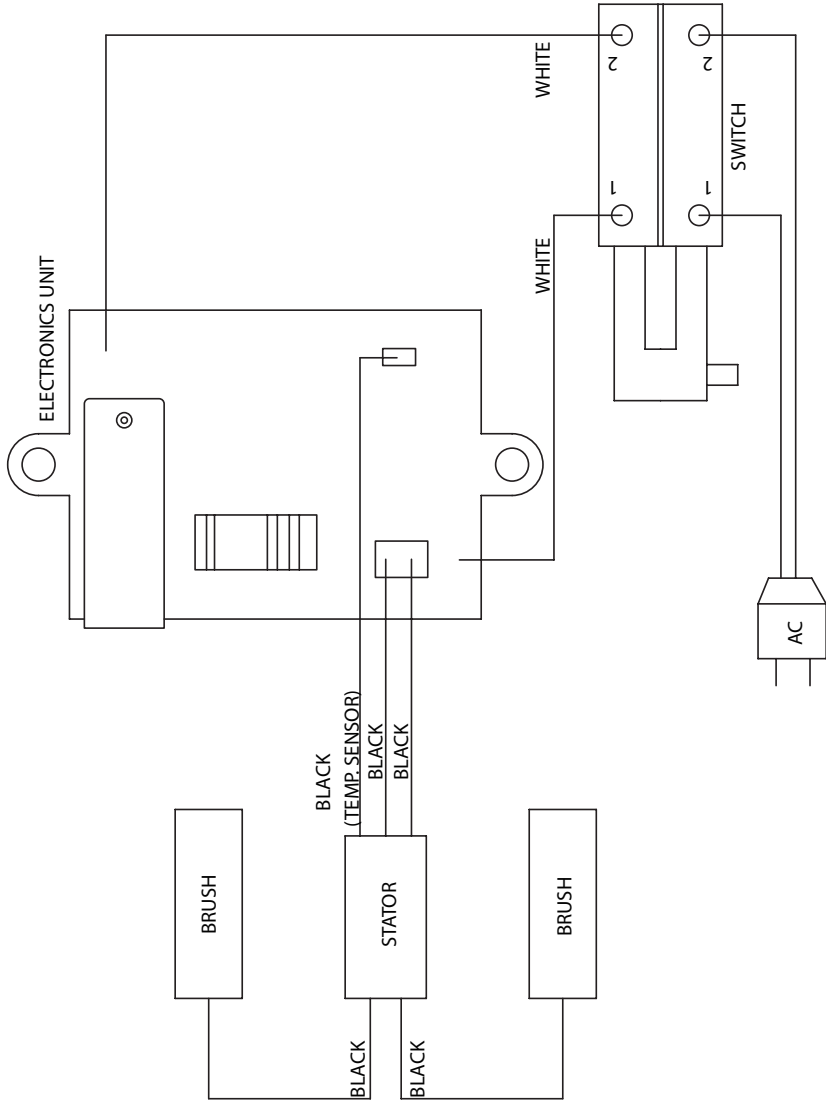 ELECTRONICS UNIT
WHITE
WHITE
2
2
1
1
SWITCH
BLACK
(TEMP. SENSOR)
BLACK
BLACK
AC
BRUSH
STATOR
BRUSH
BLACK
BLACK